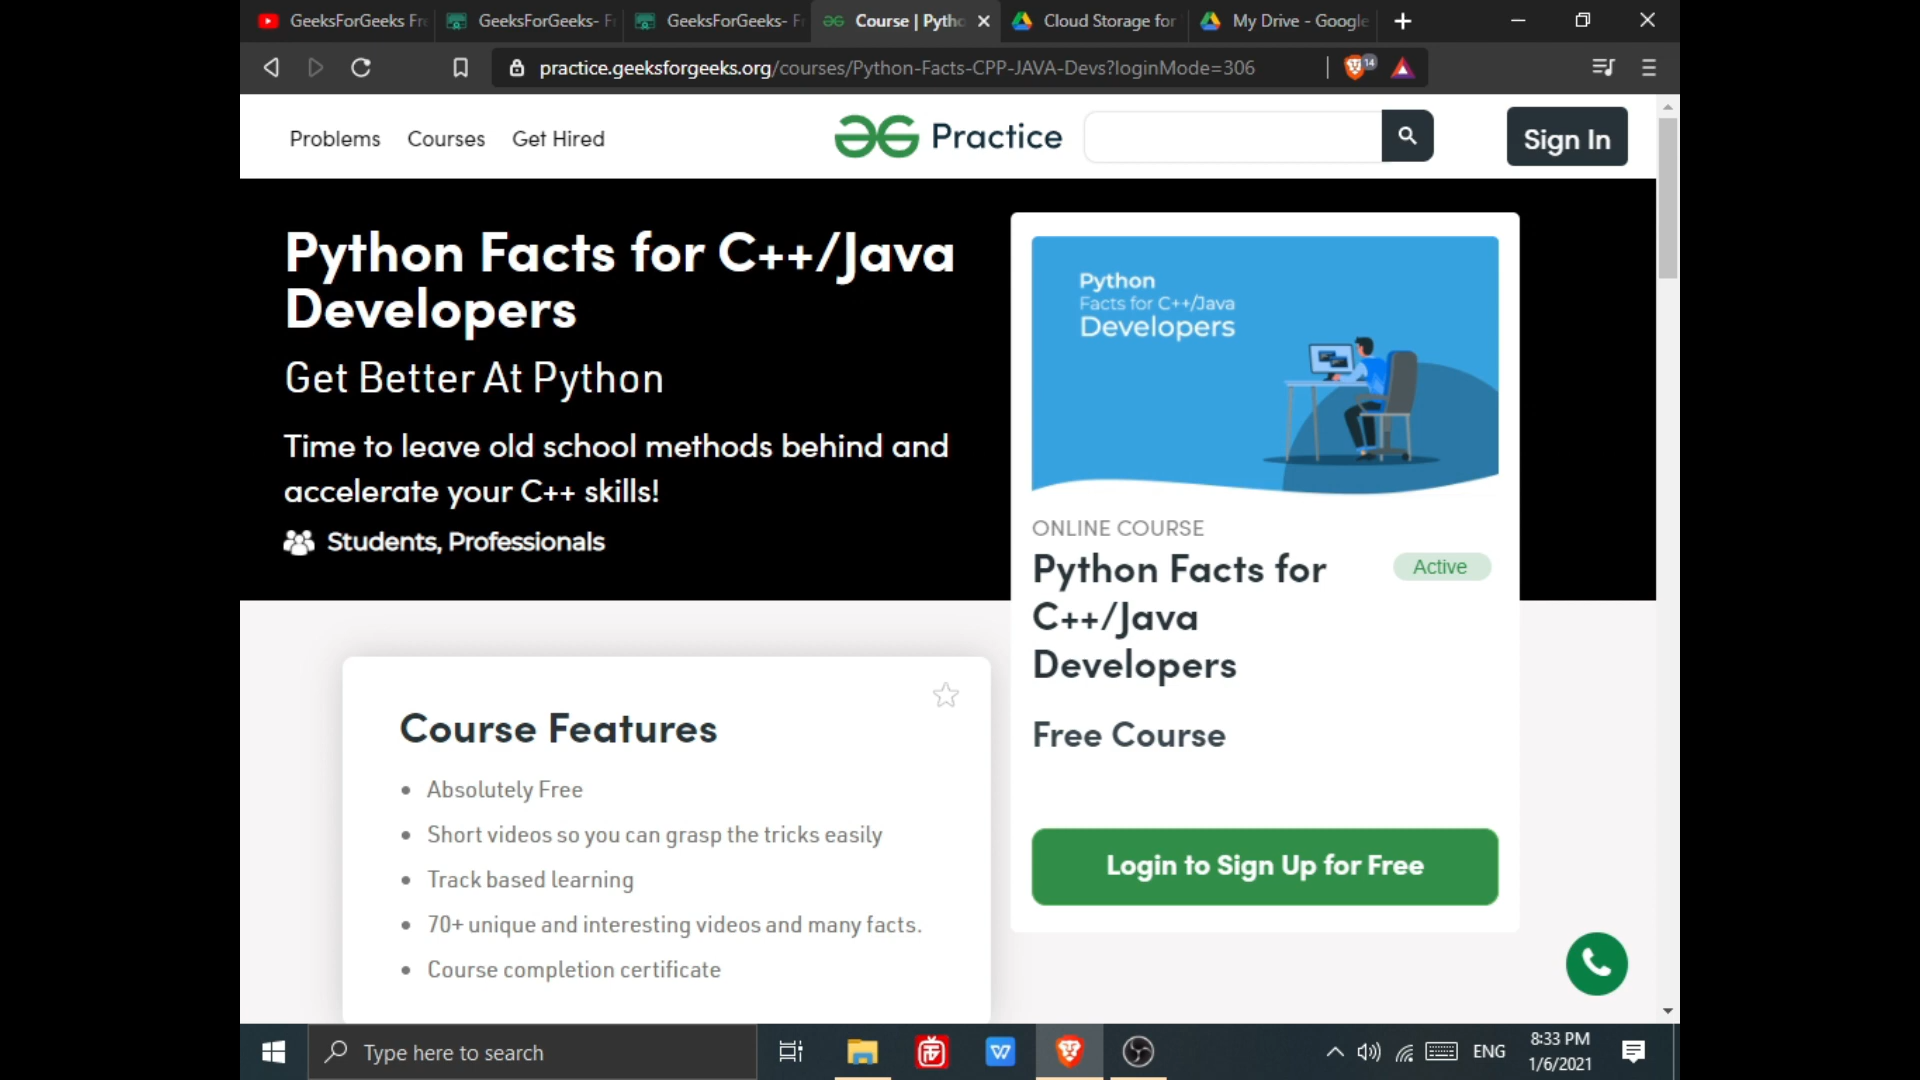 GeeksForGeeks Fr
GeeksForGeeks- Fr
GeeksForGeeks- Fr
Course | Pytho
Cloud Storage for
My Drive - Google
practice.geeksforgeeks.org/courses/Python-Facts-CPP-JAVA-Devs?loginMode=306
14
Problems
Courses
Get Hired
Practice
Sign In
Python Facts for C++/Java
Developers
Get Better At Python
Time to leave old school methods behind and
accelerate your C++ skills!
Students, Professionals
Python
Facts for C++/Java
Developers
ONLINE COURSE
Python Facts for
C++/Java
Developers
Active
Free Course
Login to Sign Up for Free
Course Features
Absolutely Free
Short videos so you can grasp the tricks easily
Track based learning
70+ unique and interesting videos and many facts.
Course completion certificate
Type here to search
W
ENG
8:33 PM
1/6/2021